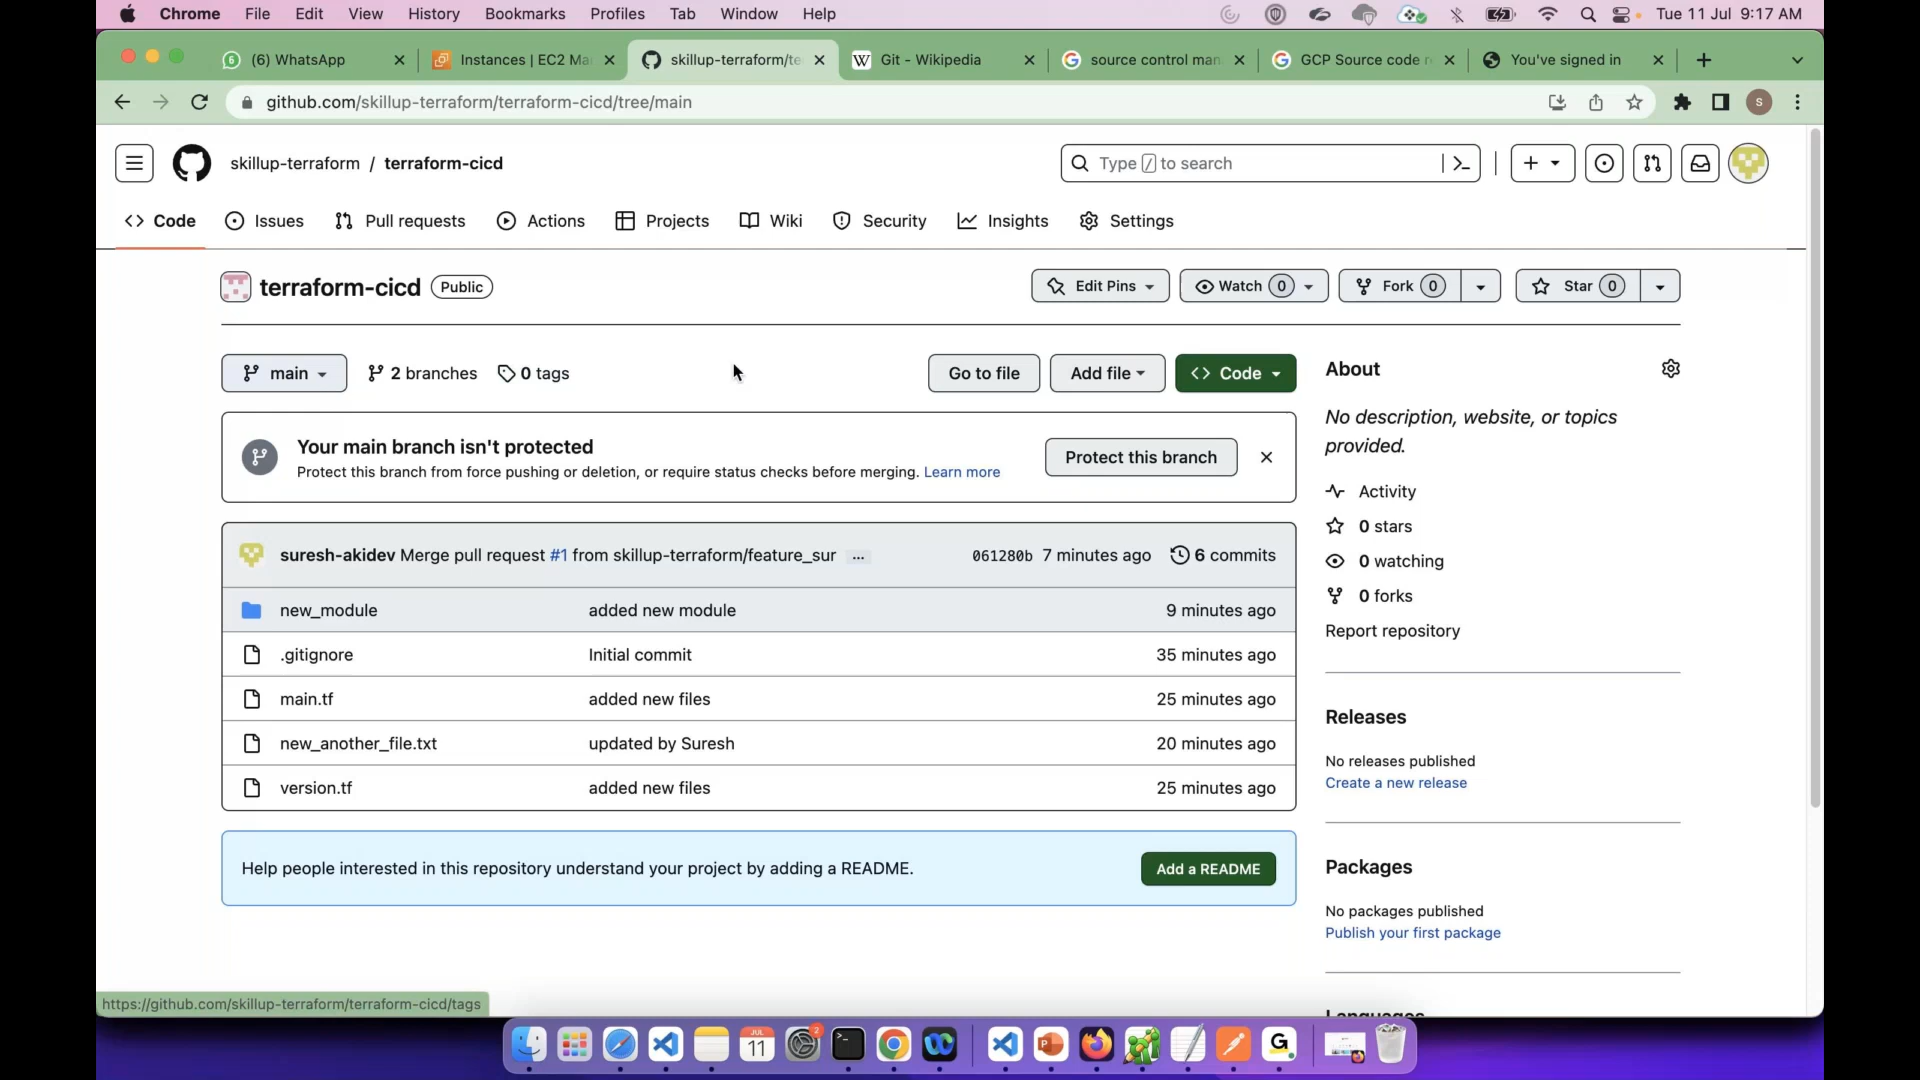 Chrome File Edit View History Bookmarks Profiles Tab Window Help Tue 11 Jul 9:17 AM
(6) WhatsApp Instances | EC2 Ma skillup-terraform/te Git - Wikipedia source control man GCP Source code r You've signed in
github.com/skillup-terraform/terraform-cicd/tree/main S
skillup-terraform / terraform-cicd Type / to search
Code Issues Pull requests Actions Projects Wiki Security Insights Settings
terraform-cicd Public Edit Pins Watch 0 Fork 0 Star 0
main 2 branches 0 tags Go to file Add file Code
Your main branch isn't protected
Protect this branch from force pushing or deletion, or require status checks before merging. Learn more
Protect this branch
suresh-akidev Merge pull request #1 from skillup-terraform/feature_sur ... 061280b 7 minutes ago 6 commits
new_module added new module 9 minutes ago
.gitignore Initial commit 35 minutes ago
main.tf added new files 25 minutes ago
new_another_file.txt updated by Suresh 20 minutes ago
version.tf added new files 25 minutes ago
Help people interested in this repository understand your project by adding a README. Add a README
About
No description, website, or topics
provided.
Activity
0 stars
0 watching
0 forks
Report repository
Releases
No releases published
Create a new release
Packages
No packages published
Publish your first package
Languages
https://github.com/skillup-terraform/terraform-cicd/tags
JUL
11
2